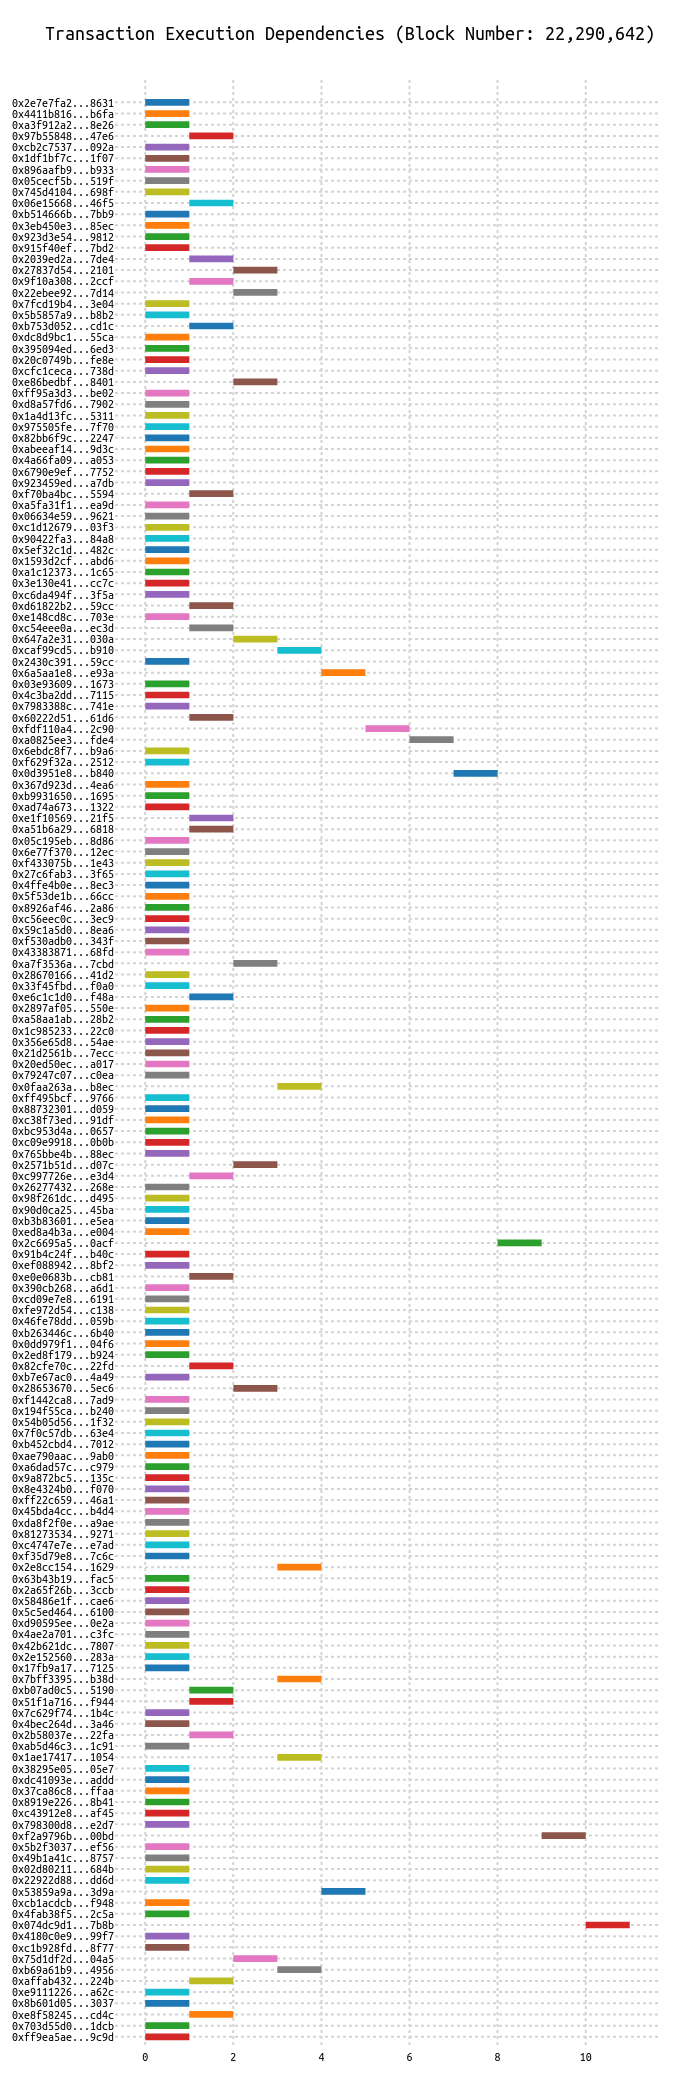 Transaction Execution Dependencies (Block Number: 22,290,642)
0x2e7e7fa2...8631
0x4411b816...b6fa
0xa3f912a2...8e26
0x97b55848...47e6
0xcb2c7537...092a
0x1df1bf7c...1f07
0x896aafb9...b933
0x05cecf5b...519f
0x745d4104...698f
0x06e15668...46f5
0xb514666b...7bb9
0x3eb450e3...85ec
0x923d3e54...9812
0x915f40ef...7bd2
0x2039ed2a...7de4
0x27837d54...2101
0x9f10a308...2ccf
0x22ebee92...7d14
0x7fcd19b4...3e04
0x5b5857a9...b8b2
0xb753d052...cd1c
0xdc8d9bc1...55ca
0x395094ed...6ed3
0x20c0749b...fe8e
0xcfc1ceca...738d
0xe86bedbf...8401
0xff95a3d3...be02
0xd8a57fd6...7902
0x1a4d13fc...5311
0x975505fe...7f70
0x82bb6f9c...2247
0xabeeaf14...9d3c
0x4a66fa09...a053
0x6790e9ef...7752
0x923459ed...a7db
0xf70ba4bc...5594
0xa5fa31f1...ea9d
0x06634e59...9621
0xc1d12679...03f3
0x90422fa3...84a8
0x5ef32c1d...482c
0x1593d2cf...abd6
0xa1c12373...1c65
0x3e130e41...cc7c
0xc6da494f...3f5a
0xd61822b2...59cc
0xe148cd8c...703e
0xc54eee0a...ec3d
0x647a2e31...030a
0xcaf99cd5...b910
0x2430c391...59cc
0x6a5aa1e8...e93a
0x03e93609...1673
0x4c3ba2dd...7115
0x7983388c...741e
0x60222d51...61d6
0xfdf110a4...2c90
0xa0825ee3...fde4
0x6ebdc8f7...b9a6
0xf629f32a...2512
0x0d3951e8...b840
0x367d923d...4ea6
0xb9931650...1695
0xad74a673...1322
0xe1f10569...21f5
0xa51b6a29...6818
0x05c195eb...8d86
0x6e77f370...12ec
0xf433075b...1e43
0x27c6fab3...3f65
0x4ffe4b0e...8ec3
0x5f53de1b...66cc
0x8926af46...2a86
0xc56eec0c...3ec9
0x59c1a5d0...8ea6
0xf530adb0...343f
0x43383871...68fd
0xa7f3536a...7cbd
0x28670166...41d2
0x33f45fbd...f0a0
0xe6c1c1d0...f48a
0x2897af05...550e
0xa58aa1ab...28b2
0x1c985233...22c0
0x356e65d8...54ae
0x21d2561b...7ecc
0x20ed50ec...a017
0x79247c07...c0ea
0x0faa263a...b8ec
0xff495bcf...9766
0x88732301...d059
0xc38f73ed...91df
0xbc953d4a...0657
0xc09e9918...0b0b
0x765bbe4b...88ec
0x2571b51d...d07c
0xc997726e...e3d4
0x26277432...268e
0x98f261dc...d495
0x90d0ca25...45ba
0xb3b83601...e5ea
0xed8a4b3a...e004
0x2c6695a5...0acf
0x91b4c24f...b40c
0xef088942...8bf2
0xe0e0683b...cb81
0x390cb268...a6d1
0xcd09e7e8...6191
0xfe972d54...c138
0x46fe78dd...059b
0xb263446c...6b40
0x0dd979f1...04f6
0x2ed8f179...b924
0x82cfe70c...22fd
0xb7e67ac0...4a49
0x28653670...5ec6
0xf1442ca8...7ad9
0x194f55ca...b240
0x54b05d56...1f32
0x7f0c57db...63e4
0xb452cbd4...7012
0xae790aac...9ab0
0xa6dad57c...c979
0x9a872bc5...135c
0x8e4324b0...f070
0xff22c659...46a1
0x45bda4cc...b4d4
0xda8f2f0e...a9ae
0x81273534...9271
0xc4747e7e...e7ad
0xf35d79e8...7c6c
0x2e8cc154...1629
0x63b43b19...fac5
0x2a65f26b...3ccb
0x58486e1f...cae6
0x5c5ed464...6100
0xd90595ee...0e2a
0x4ae2a701...c3fc
0x42b621dc...7807
0x2e152560...283a
0x17fb9a17...7125
0x7bff3395...b38d
0xb07ad0c5...5190
0x51f1a716...f944
0x7c629f74...1b4c
0x4bec264d...3a46
0x2b58037e...22fa
0xab5d46c3...1c91
0x1ae17417...1054
0x38295e05...05e7
0xdc41093e...addd
0x37ca86c8...ffaa
0x8919e226...8b41
0xc43912e8...af45
0x798300d8...e2d7
0xf2a9796b...00bd
0x5b2f3037...ef56
0x49b1a41c...8757
0x02d80211...684b
0x22922d88...dd6d
0x53859a9a...3d9a
0xcb1acdcb...f948
0x4fab38f5...2c5a
0x074dc9d1...7b8b
0x4180c0e9...99f7
0xc1b928fd...8f77
0x75d1df2d...04a5
0xb69a61b9...4956
0xaffab432...224b
0xe9111226...a62c
0x8b601d05...3037
0xe8f58245...cd4c
0x703d55d0...1dcb
0xff9ea5ae...9c9d
0 2 4 6 8 10